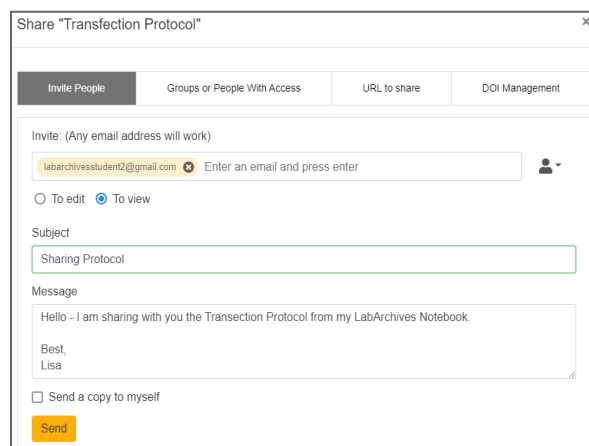 Share "Transfection Protocol"
×
Invite People Groups or People With Access URL to share DOI Management
Invite: (Any email address will work)
labarchivesstudent2@gmail.com Enter an email and press enter
To edit To view
Subject
Sharing Protocol
Message
Hello - I am sharing with you the Transection Protocol from my LabArchives Notebook.
Best,
Lisa
Send a copy to myself
Send